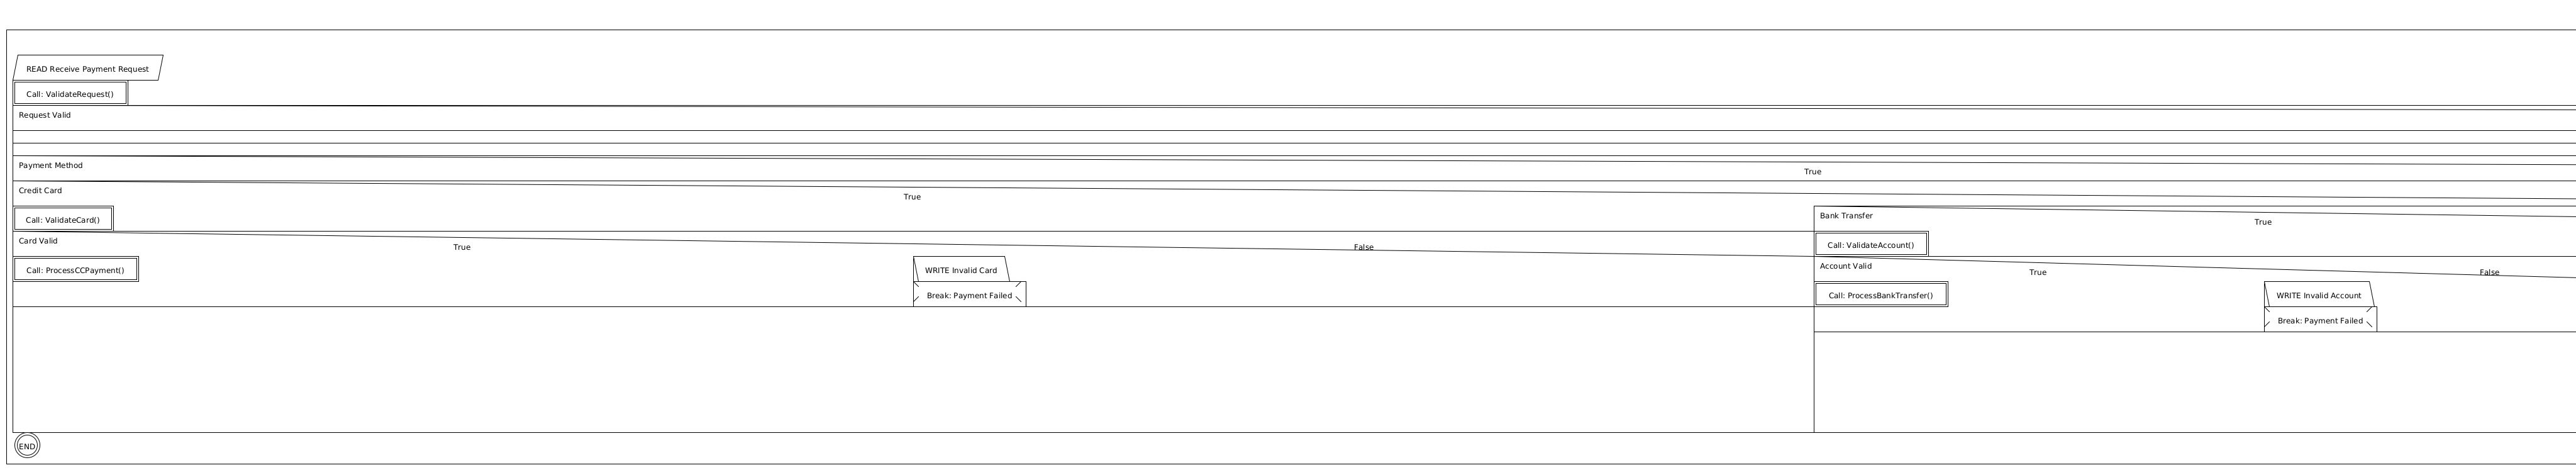 READ Receive Payment Request
Call: ValidateRequest()
Request Valid
Payment Method
True
Credit Card
True
Call: ValidateCard()
Bank Transfer
True
Card Valid
True
False
Call: ValidateAccount()
Call: ProcessCCPayment()
WRITE Invalid Card
Account Valid
True
False
Break: Payment Failed
Call: ProcessBankTransfer()
WRITE Invalid Account
Break: Payment Failed
END